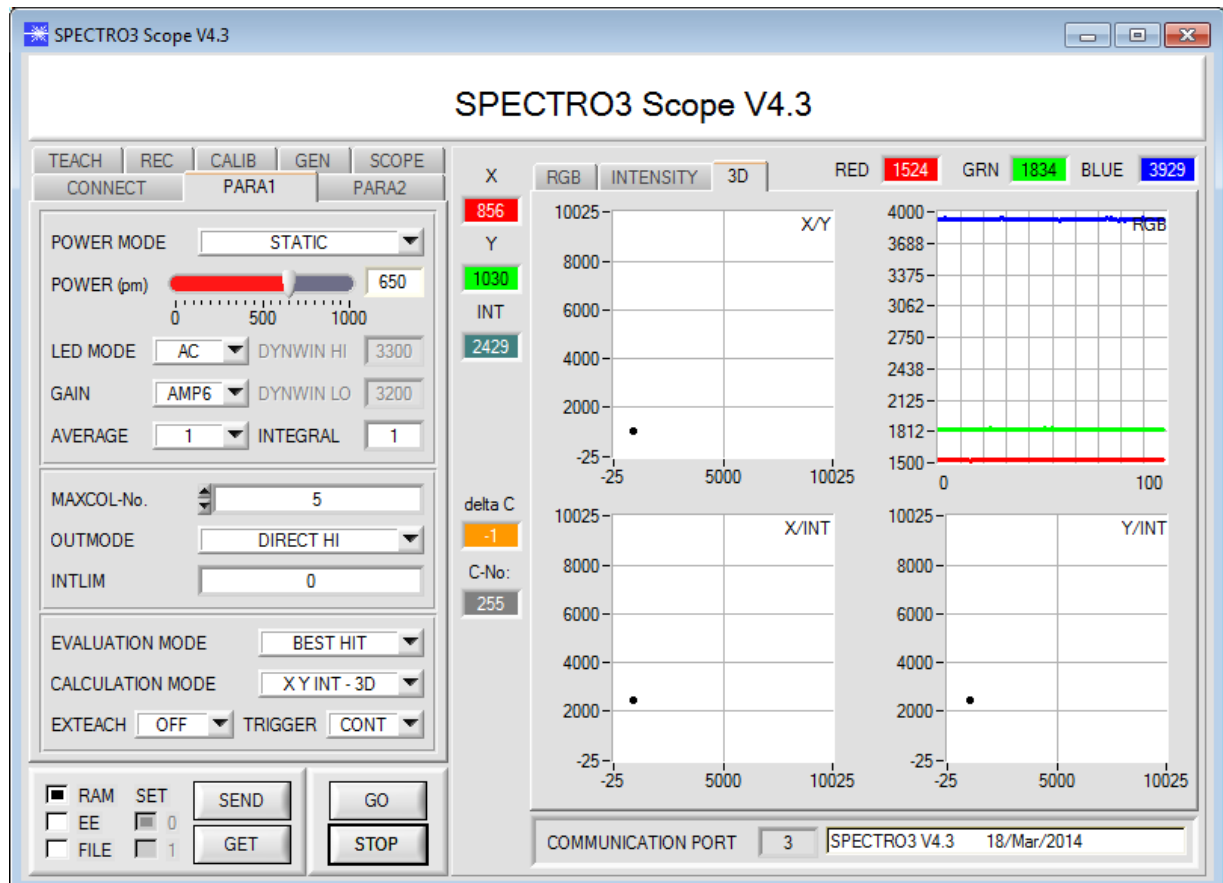 SPECTRO3 Scope V4.3
SPECTRO3 Scope V4.3
TEACH REC CALIB GEN SCOPE
CONNECT PARA1 PARA2
POWER MODE STATIC
POWER (pm) 650
0 500 1000
LED MODE AC DYNWIN HI 3300
GAIN AMP6 DYNWIN LO 3200
AVERAGE 1 INTEGRAL 1
MAXCOL-No. 5
OUTMODE DIRECT HI
INTLIM 0
EVALUATION MODE BEST HIT
CALCULATION MODE X Y INT - 3D
EXTEACH OFF TRIGGER CONT
RAM SET
EE 0
FILE 1
SEND
GET
GO
STOP
X
856
Y
1030
INT
2429
delta C
-1
C-No:
255
RGB INTENSITY 3D
RED 1524 GRN 1834 BLUE 3929
X/Y
10025
8000
6000
4000
2000
-25
-25 5000 10025
RGB
4000
3688
3375
3062
2750
2438
2125
1812
1500
0 100
X/INT
10025
8000
6000
4000
2000
-25
-25 5000 10025
Y/INT
10025
8000
6000
4000
2000
-25
-25 5000 10025
COMMUNICATION PORT 3 SPECTRO3 V4.3 18/Mar/2014